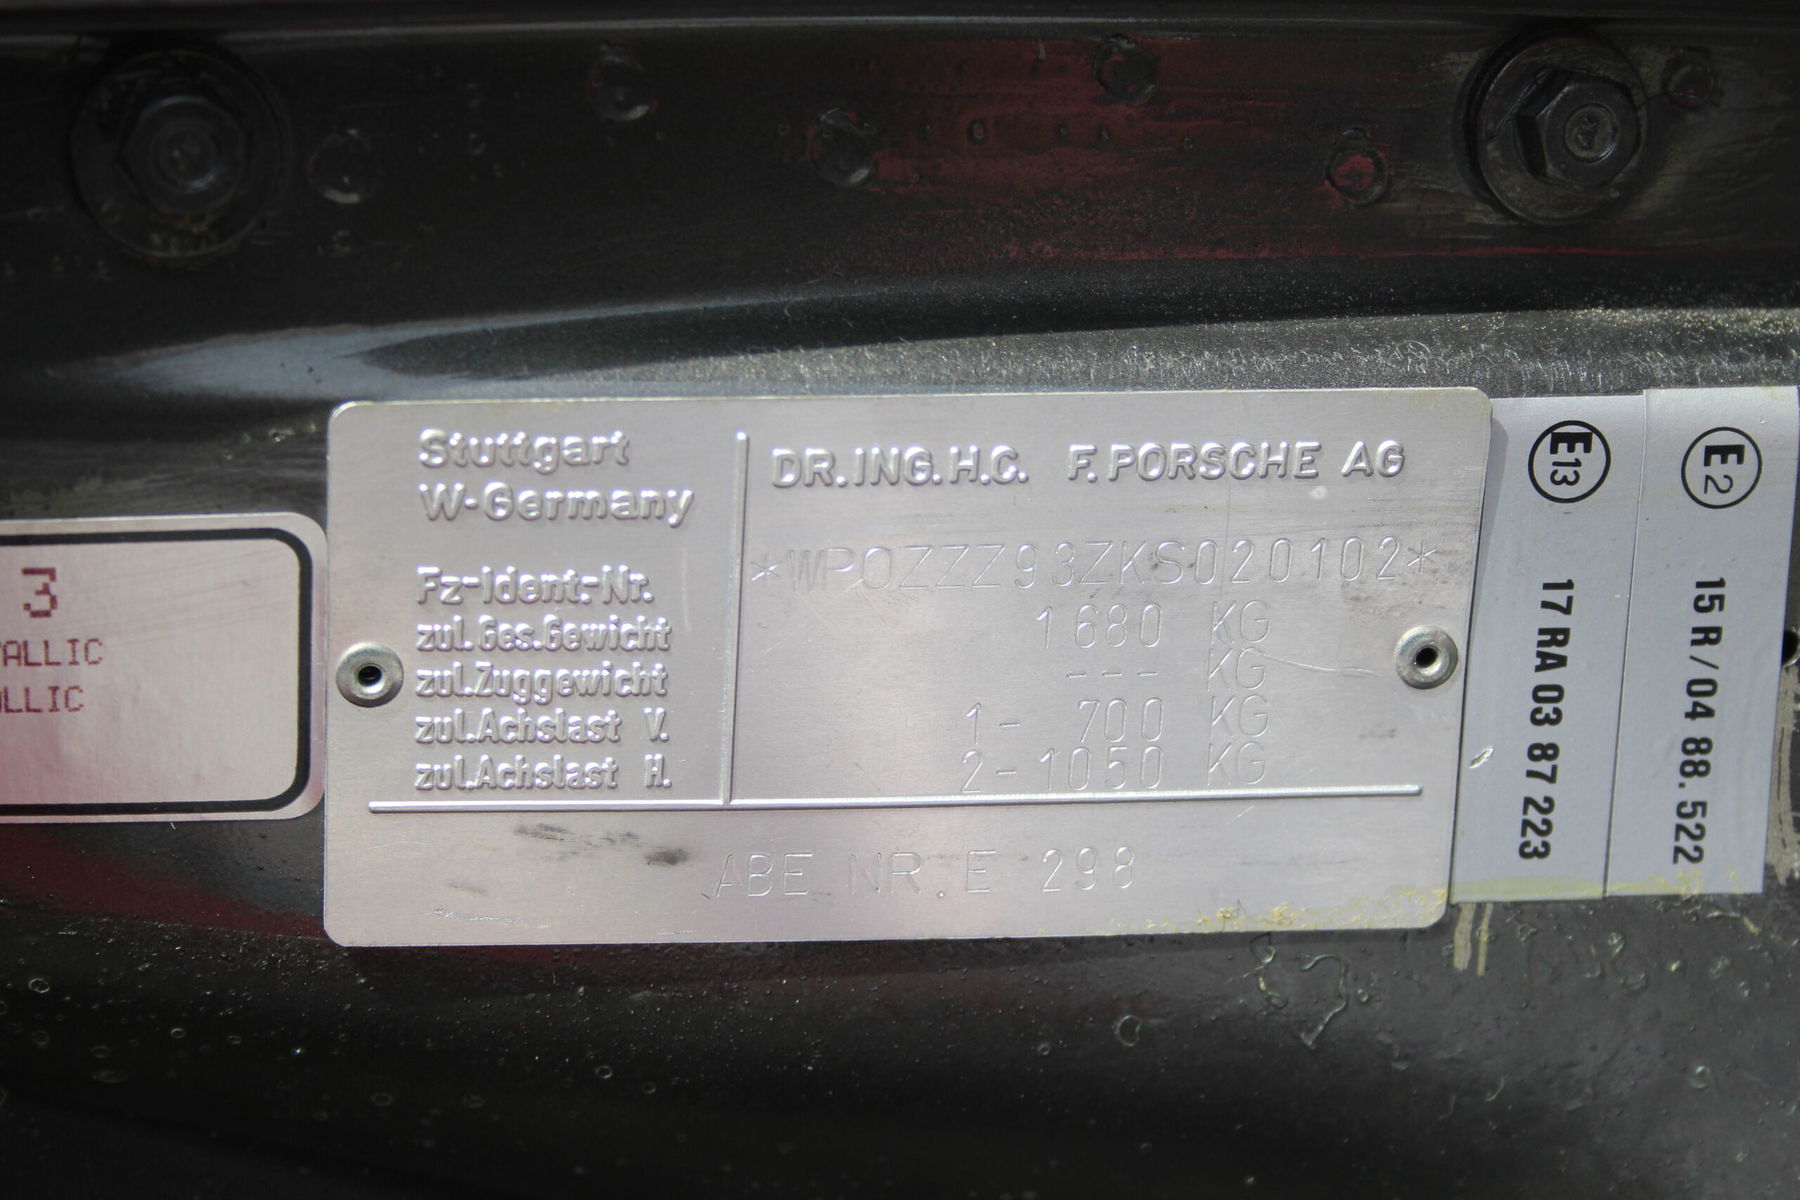 3
ALLIC
LLIC
Stuttgart
W-Germany
DR.ING.H.C. F.PORSCHE AG
Fz-Ident.-Nr. *WP0ZZZ93ZKS020102*
zul.Ges.Gewicht 1680 KG
zul.Zuggewicht --- KG
zul.Achslast V. 1- 700 KG
zul.Achslast H. 2-1050 KG
ABE NR.E 298
E13
17 RA 03 87 223
E2
15 R/04 88.522